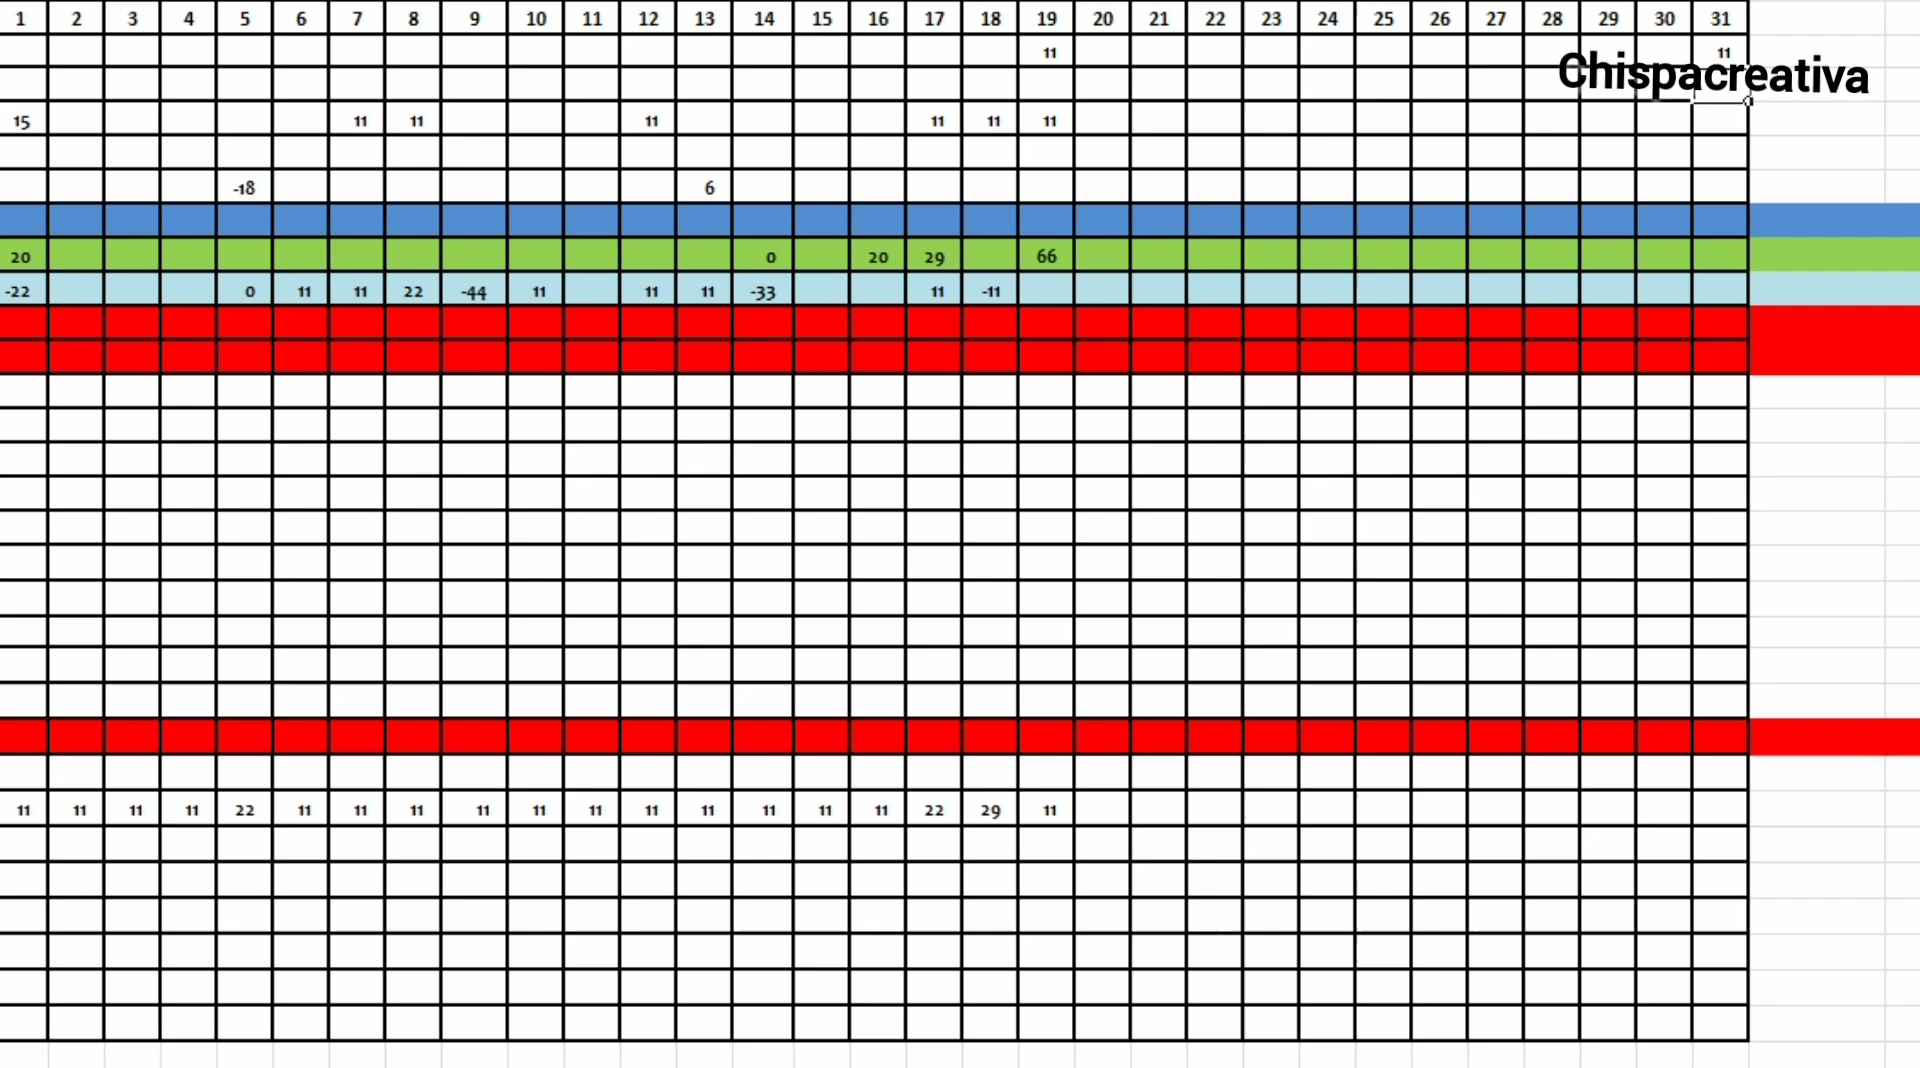 1 2 3 4 5 6 7 8 9 10 11 12 13 14 15 16 17 18 19 20 21 22 23 24 25 26 27 28 29 30 31
11 11
Chispacreativa
15 11 11 11 11 11 11
-18 6
20 0 20 29 66
-22 0 11 11 22 -44 11 11 11 -33 11 -11
11 11 11 11 22 11 11 11 11 11 11 11 11 11 11 11 22 29 11